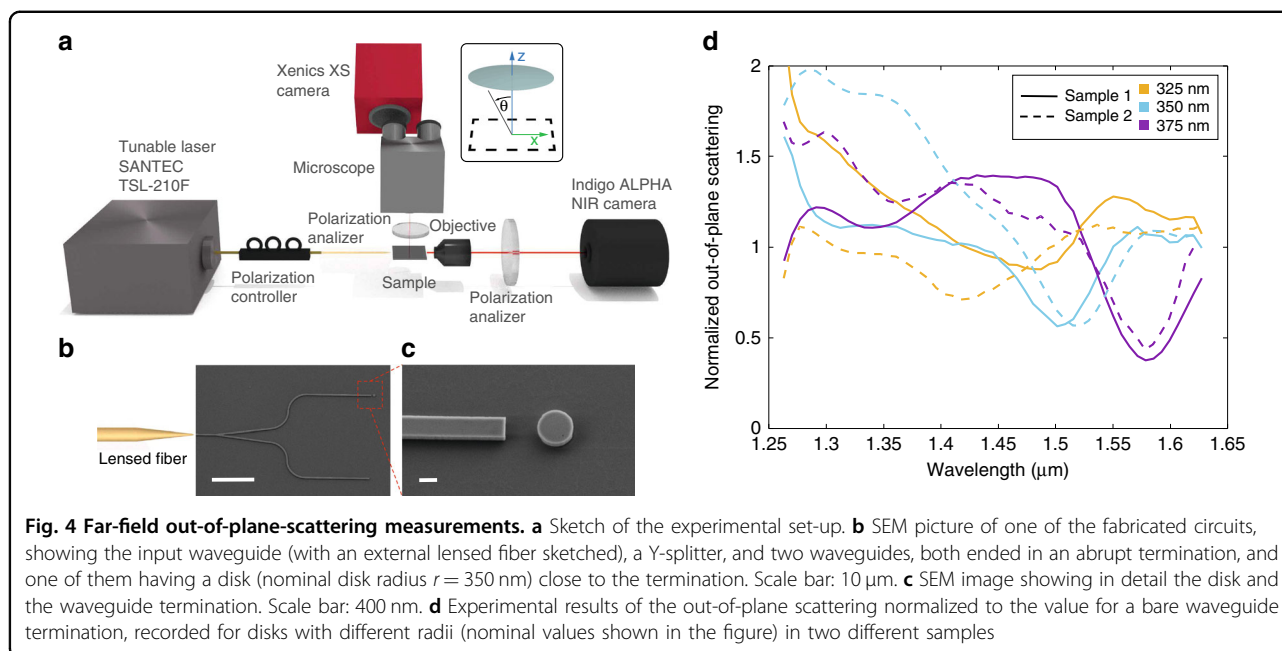 a
Xenics XS
camera
z
θ
x
Tunable laser
SANTEC
TSL-210F
Microscope
Indigo ALPHA
NIR camera
Polarization
analizer
Objective
Polarization
controller
Sample
Polarization
analizer
b
Lensed fiber
c
d
Normalized out-of-plane scattering
2
1.5
1
0.5
0
Sample 1
Sample 2
325 nm
350 nm
375 nm
1.25 1.3 1.35 1.4 1.45 1.5 1.55 1.6 1.65
Wavelength (μm)
Fig. 4 Far-field out-of-plane-scattering measurements. a Sketch of the experimental set-up. b SEM picture of one of the fabricated circuits,
showing the input waveguide (with an external lensed fiber sketched), a Y-splitter, and two waveguides, both ended in an abrupt termination, and
one of them having a disk (nominal disk radius r = 350 nm) close to the termination. Scale bar: 10 μm. c SEM image showing in detail the disk and
the waveguide termination. Scale bar: 400 nm. d Experimental results of the out-of-plane scattering normalized to the value for a bare waveguide
termination, recorded for disks with different radii (nominal values shown in the figure) in two different samples